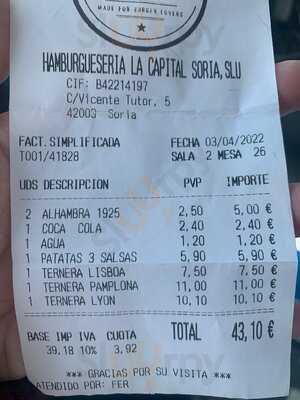 MADE FOR BURGER LOVERS
HAMBURGUESERIA LA CAPITAL SORIA,SLU
CIF: B42214197
C/Vicente Tutor, 5
42003 Soria
FACT.SIMPLIFICADA FECHA 03/04/2022
T001/41828 SALA 2 MESA 26
UDS DESCRIPCION PVP IMPORTE
2 ALHAMBRA 1925 2,50 5,00 €
1 COCA COLA 2,40 2,40 €
1 AGUA 1,20 1,20 €
1 PATATAS 3 SALSAS 5,90 5,90 €
1 TERNERA LISBOA 7,50 7,50 €
1 TERNERA PAMPLONA 11,00 11,00 €
1 TERNERA LYON 10,10 10,10 €
BASE IMP IVA CUOTA TOTAL 43,10 €
39,18 10% 3,92
*** GRACIAS POR SU VISITA ***
ATENDIDO POR: FER